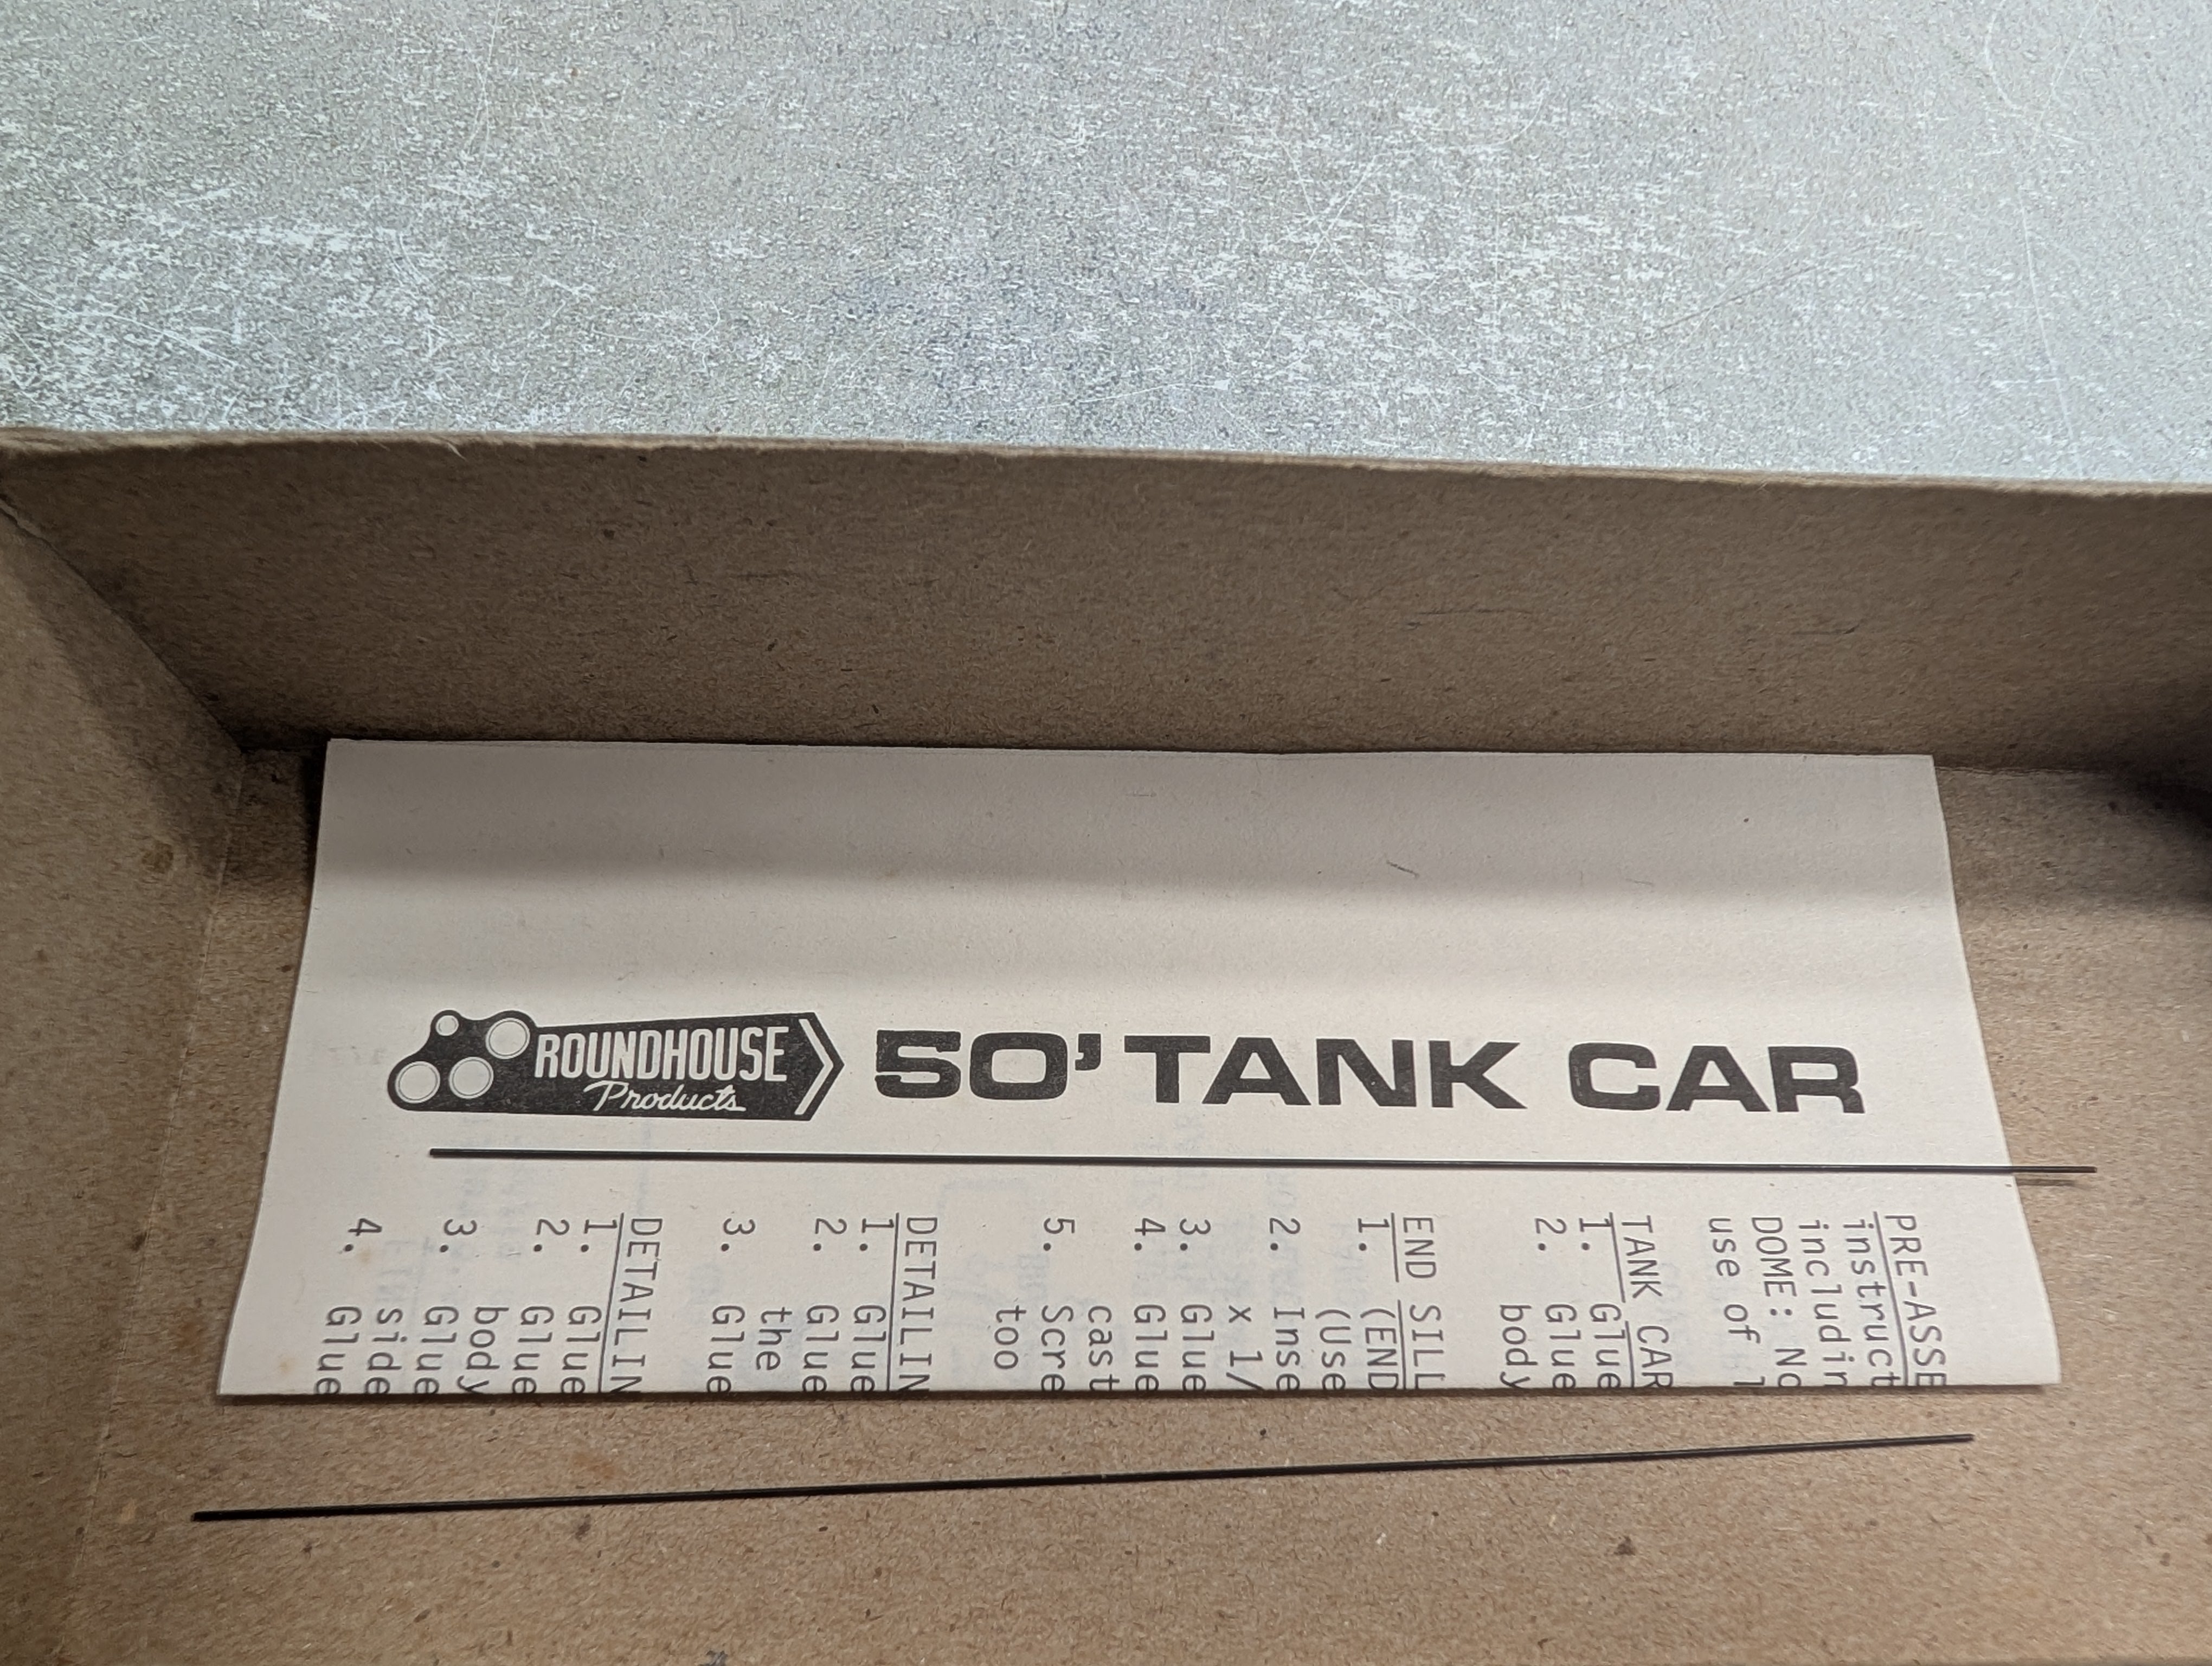 ROUNDHOUSE
Products
50' TANK CAR
PRE-ASSE
instruct
includin
DOME: No
use of
TANK CAR
1. Glue
2. Glue
body
END SILL
1. (END
(Use
2. Inse
x 1/
3. Glue
4. Glue
cast
5. Scre
too
DETAILIN
1. Glue
2. Glue
the
3. Glue
DETAILIN
1. Glue
2. Glue
body
3. Glue
side
4. Glue